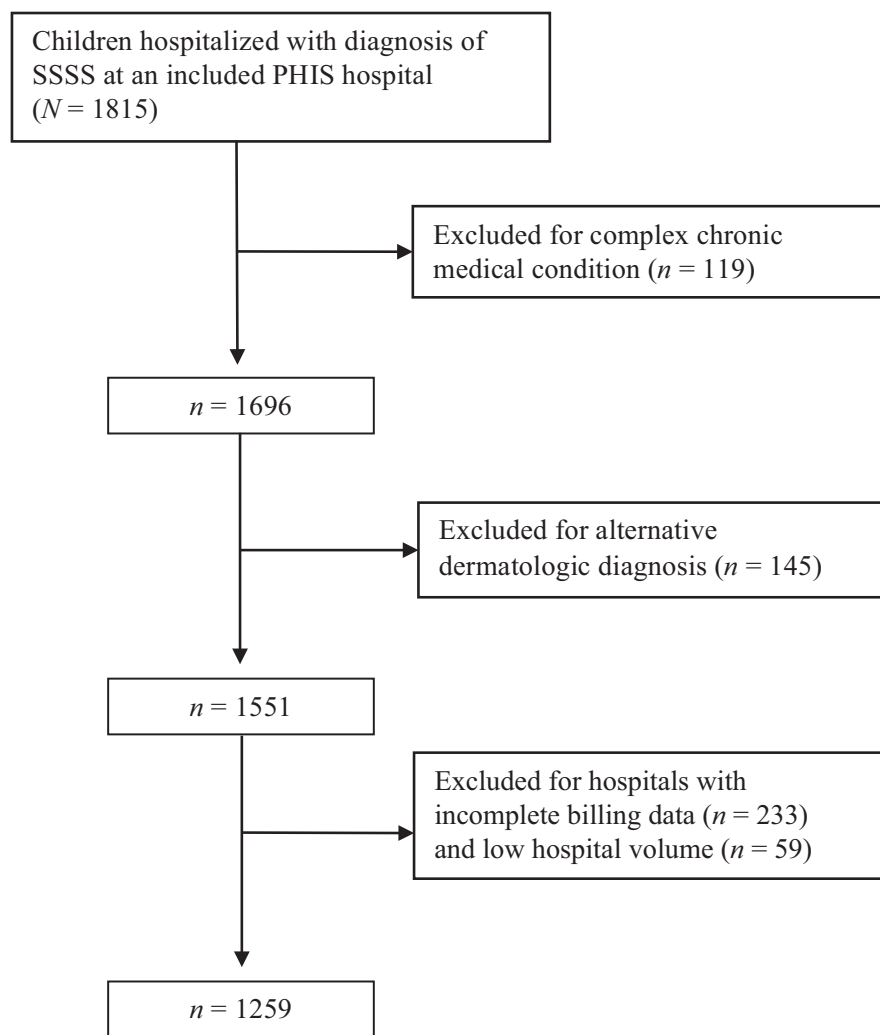 Children hospitalized with diagnosis of
SSSS at an included PHIS hospital
(N = 1815)
Excluded for complex chronic
medical condition (n = 119)
n = 1696
Excluded for alternative
dermatologic diagnosis (n = 145)
n = 1551
Excluded for hospitals with
incomplete billing data (n = 233)
and low hospital volume (n = 59)
n = 1259